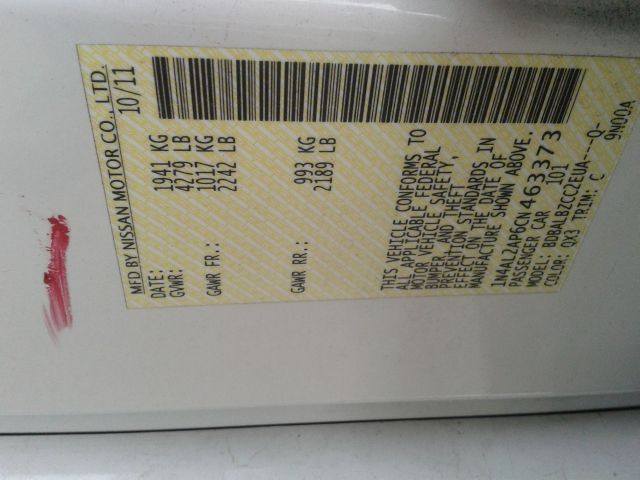 MFD BY NISSAN MOTOR CO., LTD.
DATE: 10/11
GVWR: 1941 KG
4279 LB
GAWR FR.: 1017 KG
2242 LB
GAWR RR.: 993 KG
2189 LB
THIS VEHICLE CONFORMS TO
ALL APPLICABLE FEDERAL
MOTOR VEHICLE SAFETY,
BUMPER, AND THEFT
PREVENTION STANDARDS IN
EFFECT ON THE DATE OF
MANUFACTURE SHOWN ABOVE.
1N4AL2AP6CN463373
PASSENGER CAR 101
MODEL: BDBALBZCC2EUA---Q-
COLOR: QX3 TRIM: C 9N00A